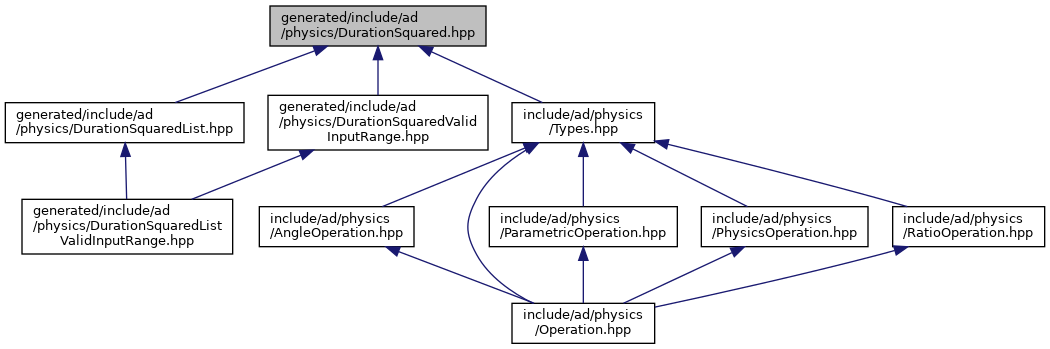 generated/include/ad
/physics/DurationSquared.hpp
generated/include/ad
/physics/DurationSquaredList.hpp
generated/include/ad
/physics/DurationSquaredValid
InputRange.hpp
include/ad/physics
/Types.hpp
generated/include/ad
/physics/DurationSquaredList
ValidInputRange.hpp
include/ad/physics
/AngleOperation.hpp
include/ad/physics
/ParametricOperation.hpp
include/ad/physics
/PhysicsOperation.hpp
include/ad/physics
/RatioOperation.hpp
include/ad/physics
/Operation.hpp